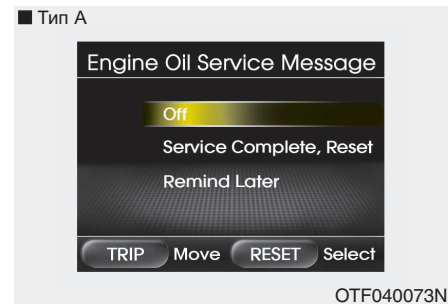 ■ Тип А
Engine Oil Service Message
Off
Service Complete, Reset
Remind Later
TRIP Move RESET Select
OTF040073N